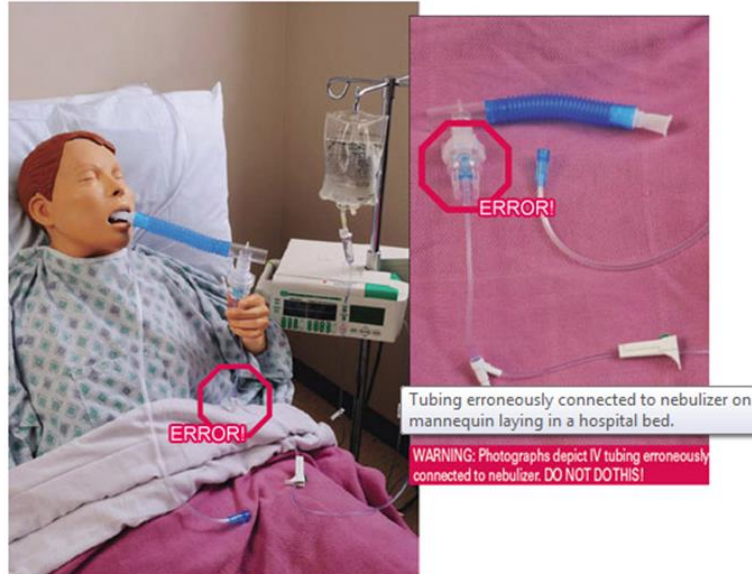 ERROR!
ERROR!
Tubing erroneously connected to nebulizer on
mannequin laying in a hospital bed.
WARNING: Photographs depict IV tubing erroneously
connected to nebulizer. DO NOT DOTHIS!